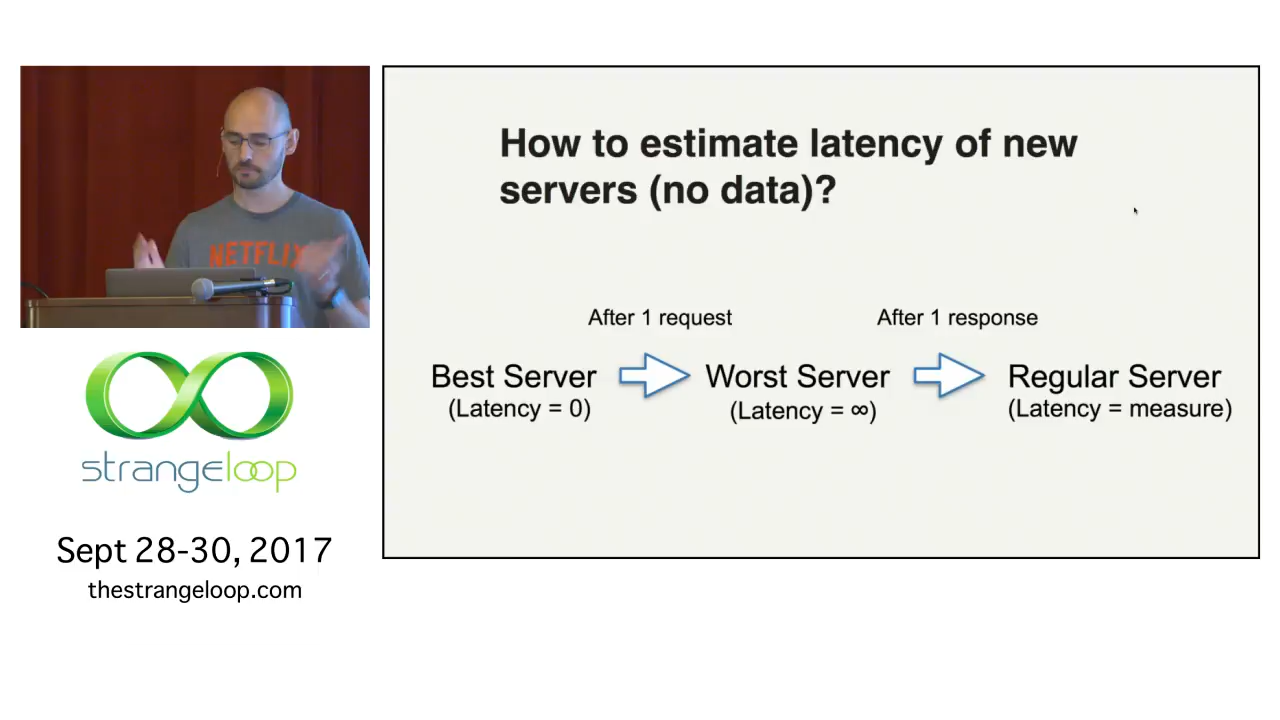 How to estimate latency of new
servers (no data)?
After 1 request
After 1 response
Best Server
Worst Server
Regular Server
(Latency = 0)
(Latency = ∞)
(Latency = measure)
NETFLIX
strangeloop
Sept 28-30, 2017
thestrangeloop.com